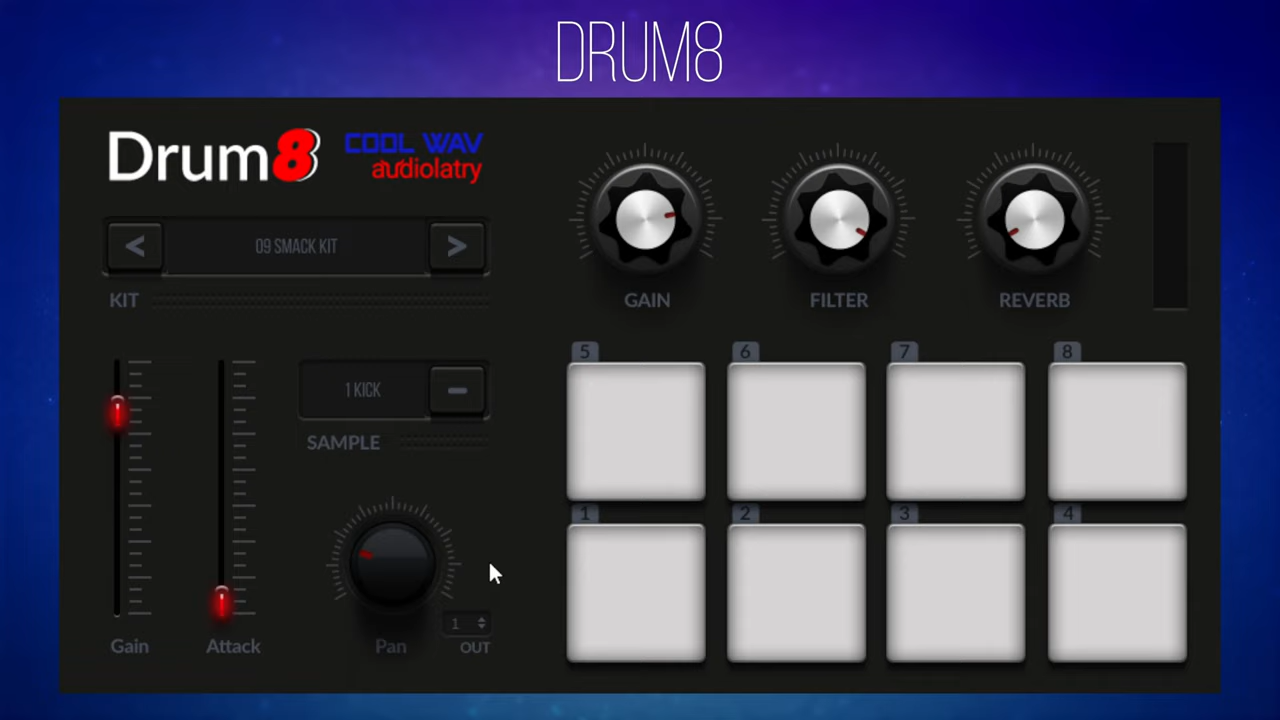 DRUM8
Drum8
COOL WAV
audiolatry
< 09 SMACK KIT >
KIT
GAIN
FILTER
REVERB
1 KICK
SAMPLE
5
6
7
8
1
2
3
4
Gain
Attack
Pan
1
OUT